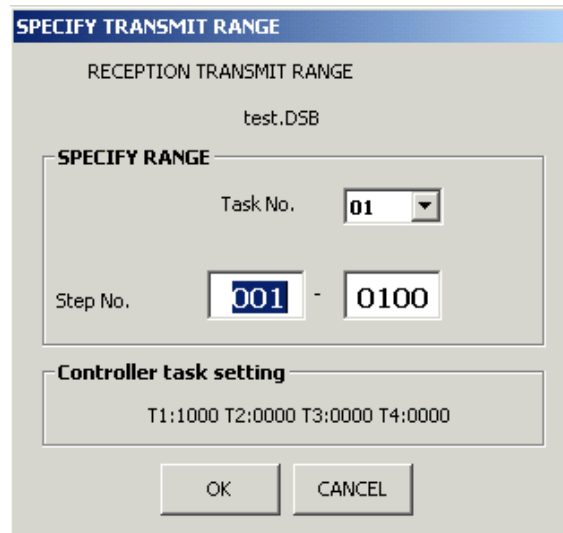 SPECIFY TRANSMIT RANGE
RECEPTION TRANSMIT RANGE
test.DSB
SPECIFY RANGE
Task No. 01
Step No. 001 - 0100
Controller task setting
T1:1000 T2:0000 T3:0000 T4:0000
OK CANCEL